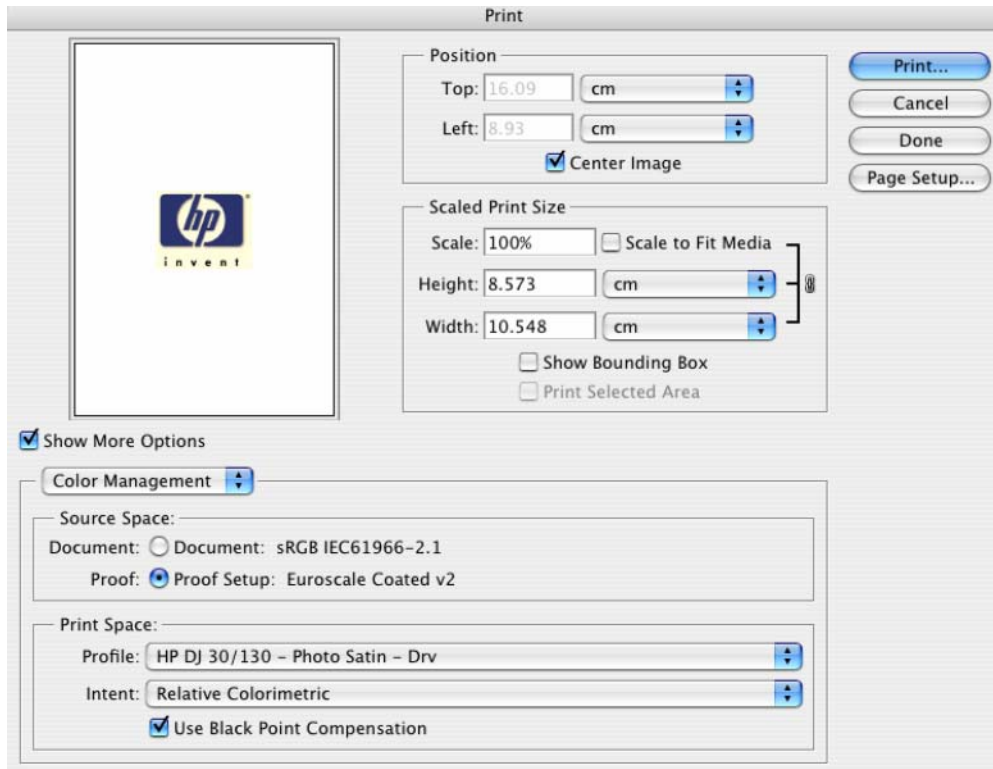 Print
hp
invent
Position
Top: 16.09 cm
Left: 8.93 cm
Center Image
Scaled Print Size
Scale: 100% Scale to Fit Media
Height: 8.573 cm
Width: 10.548 cm
Show Bounding Box
Print Selected Area
Print...
Cancel
Done
Page Setup...
Show More Options
Color Management
Source Space:
Document: Document: sRGB IEC61966-2.1
Proof: Proof Setup: Euroscale Coated v2
Print Space:
Profile: HP DJ 30/130 - Photo Satin - Drv
Intent: Relative Colorimetric
Use Black Point Compensation